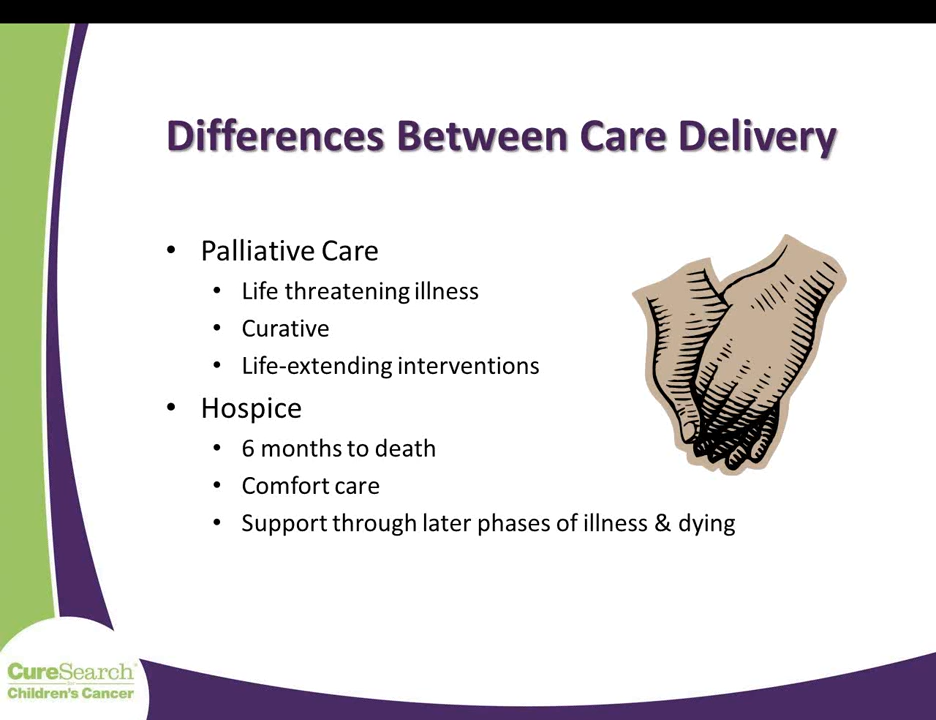 Differences Between Care Delivery
• Palliative Care
• Life threatening illness
• Curative
• Life-extending interventions
• Hospice
• 6 months to death
• Comfort care
• Support through later phases of illness & dying
CureSearch
for
Children's Cancer